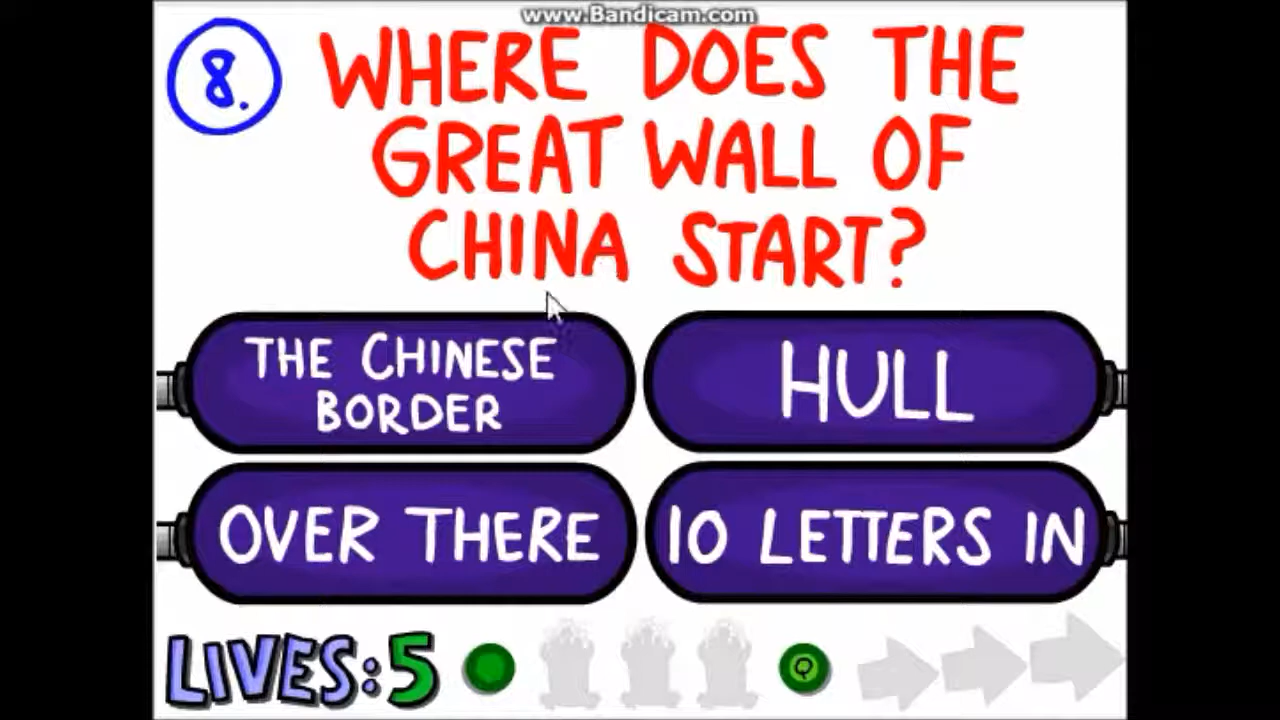 www.Bandicam.com
8.
WHERE DOES THE
GREAT WALL OF
CHINA START?
THE CHINESE
BORDER
HULL
OVER THERE
10 LETTERS IN
LIVES:5
Q